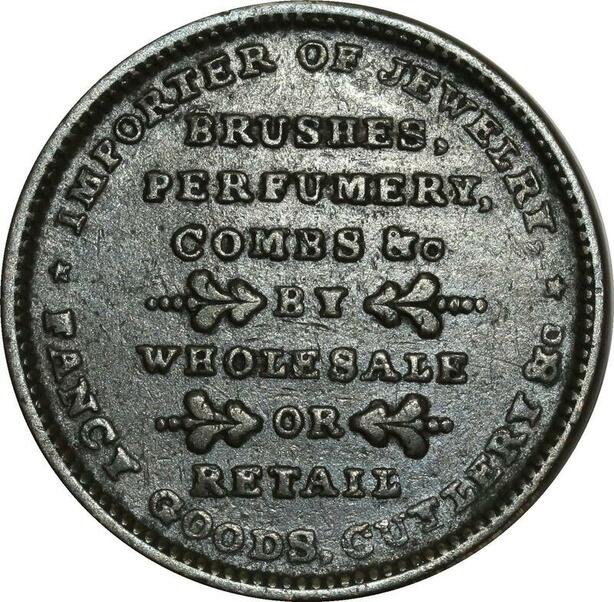 IMPORTER OF JEWELRY,
BRUSHES,
PERFUMERY,
COMBS &c
BY
WHOLESALE
OR
RETAIL
FANCY GOODS, CUTLERY &c